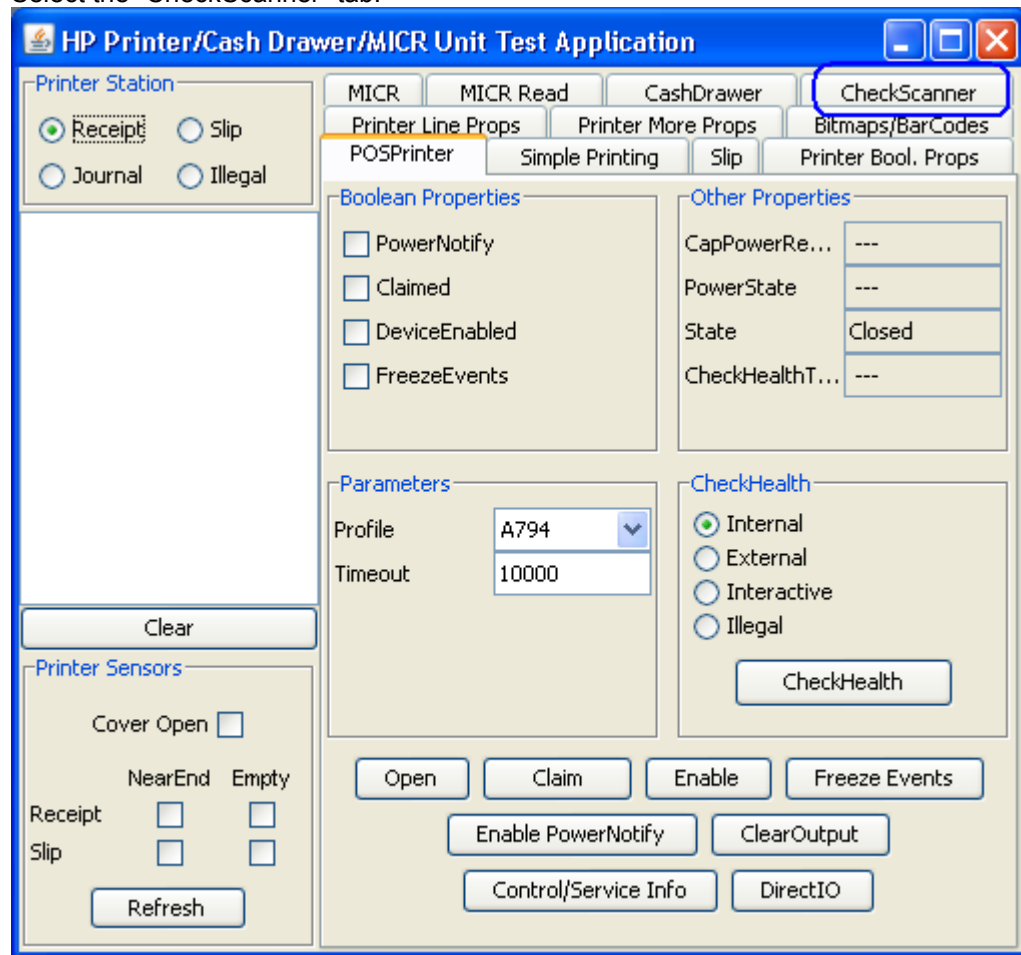 Select the "CheckScanner" tab.
HP Printer/Cash Drawer/MICR Unit Test Application
Printer Station
Receipt Slip
Journal Illegal
MICR MICR Read CashDrawer CheckScanner
Printer Line Props Printer More Props Bitmaps/BarCodes
POSPrinter Simple Printing Slip Printer Bool. Props
Boolean Properties
PowerNotify
Claimed
DeviceEnabled
FreezeEvents
Other Properties
CapPowerRe... ---
PowerState ---
State Closed
CheckHealthT... ---
Parameters
Profile A794
Timeout 10000
CheckHealth
Internal
External
Interactive
Illegal
CheckHealth
Clear
Printer Sensors
Cover Open
NearEnd Empty
Receipt
Slip
Refresh
Open Claim Enable Freeze Events
Enable PowerNotify ClearOutput
Control/Service Info DirectIO